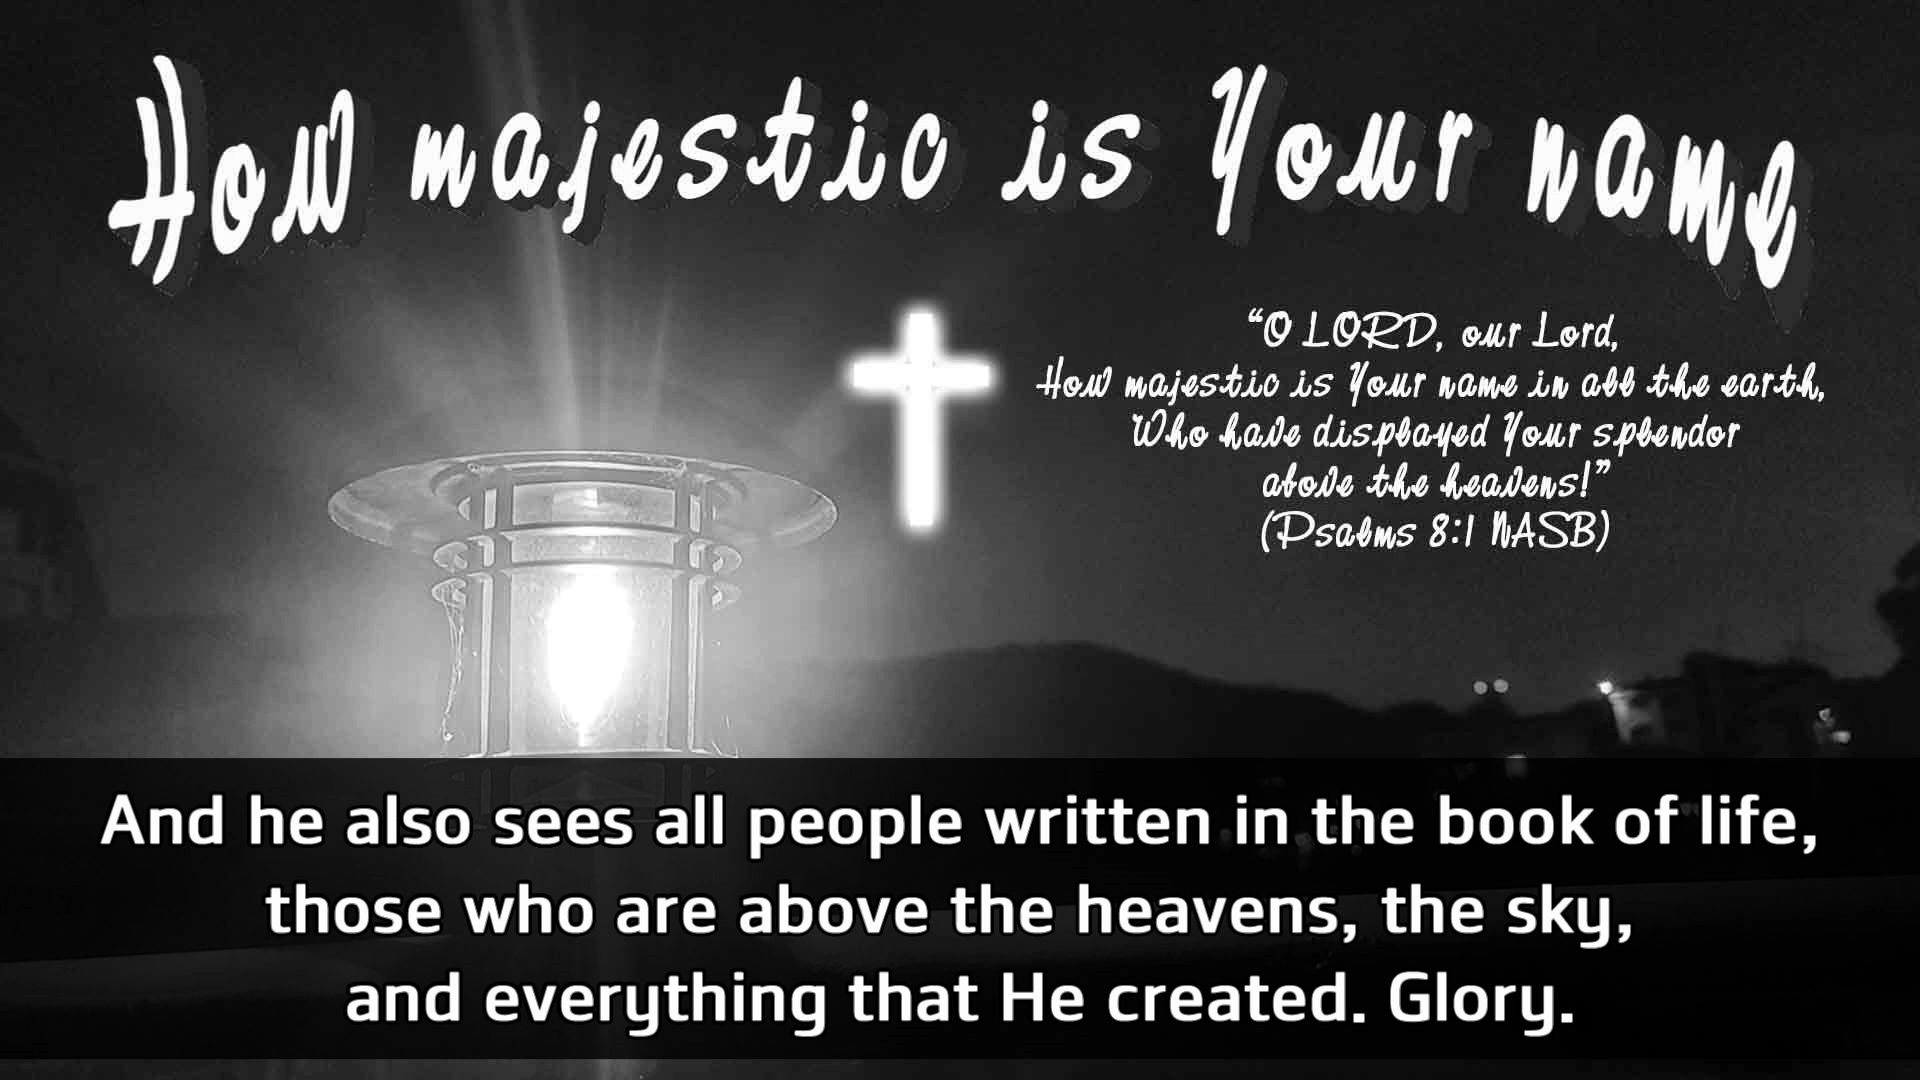 How majestic is Your name
“O LORD, our Lord,
How majestic is Your name in all the earth,
Who have displayed Your splendor
above the heavens!”
(Psalms 8:1 NASB)
And he also sees all people written in the book of life,
those who are above the heavens, the sky,
and everything that He created. Glory.